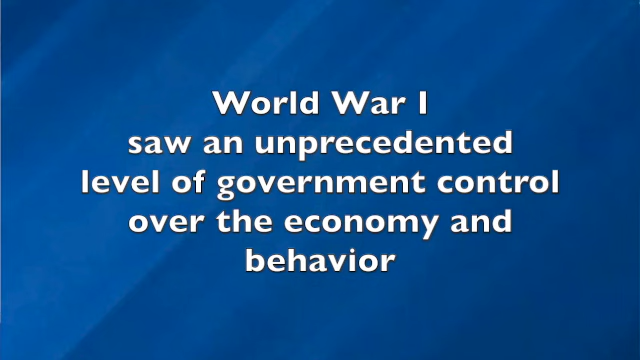 World War I
saw an unprecedented
level of government control
over the economy and
behavior